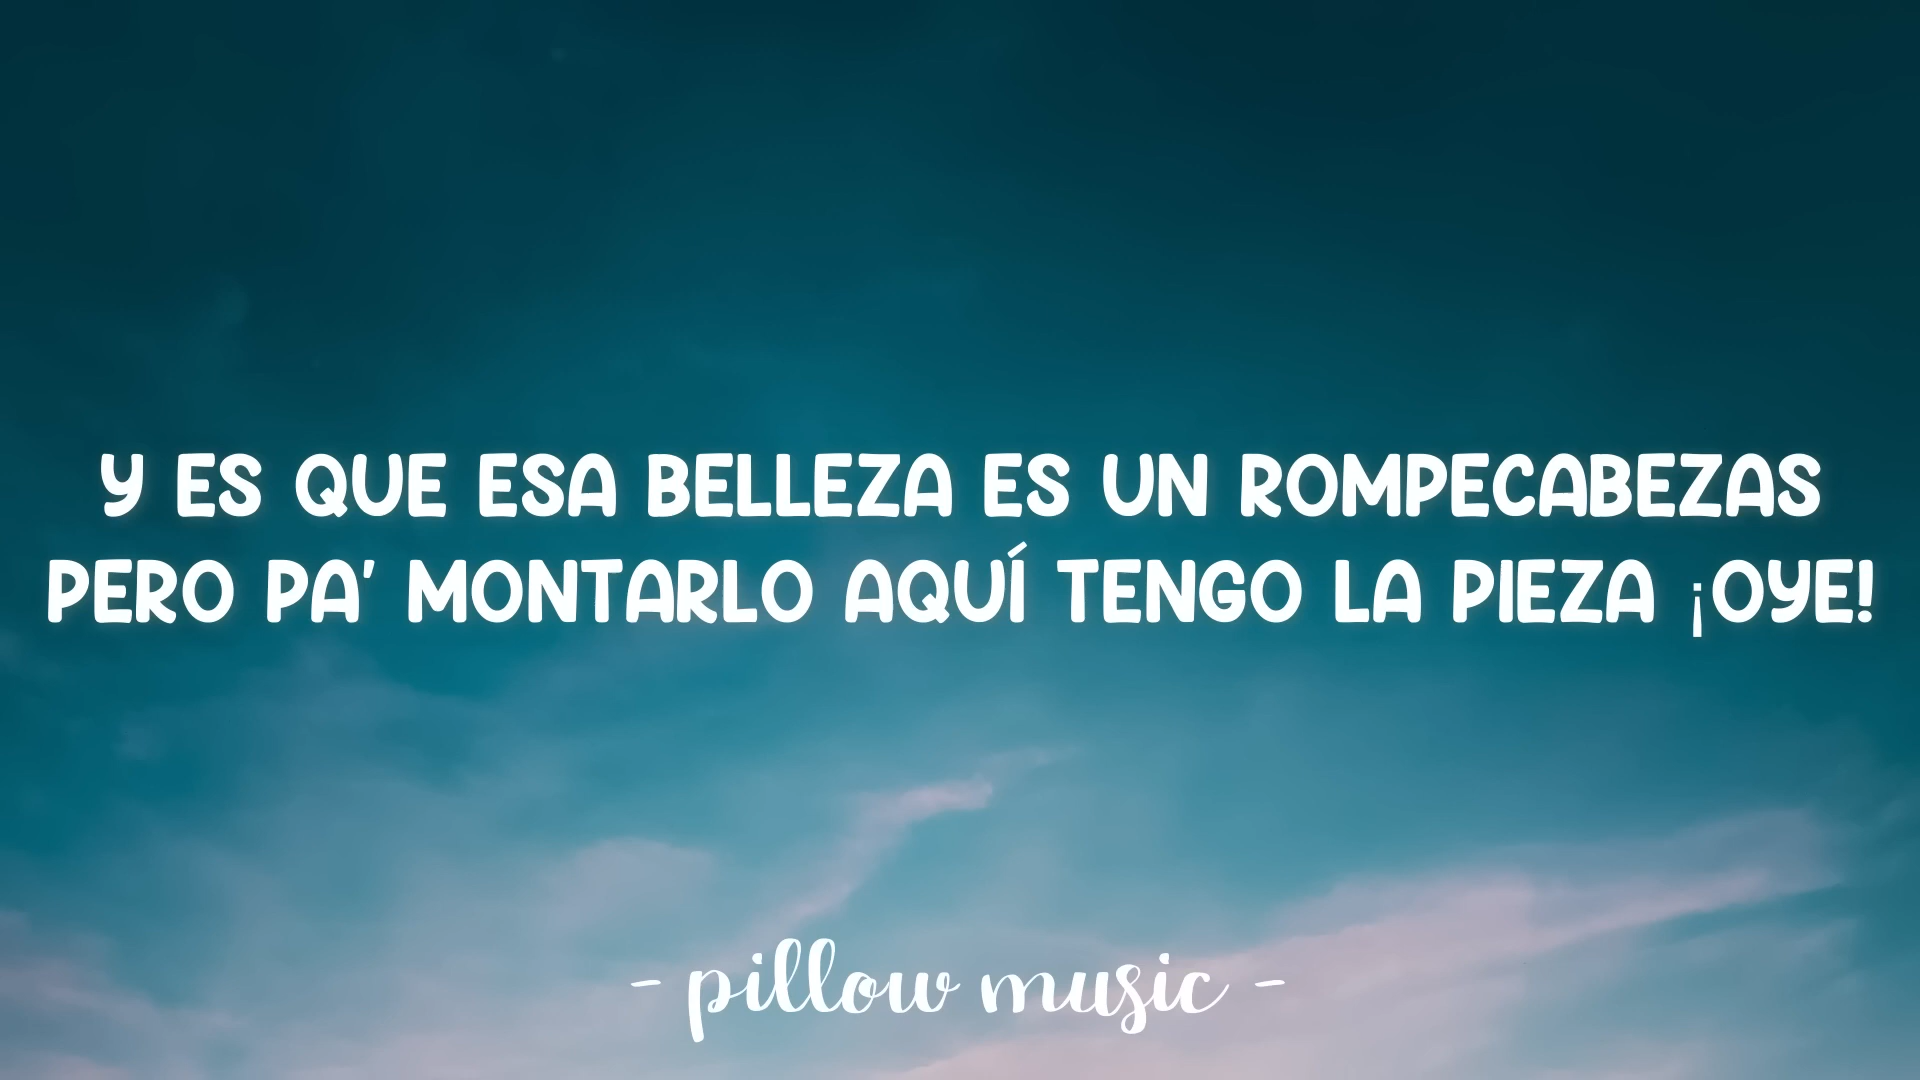 Y ES QUE ESA BELLEZA ES UN ROMPECABEZAS
PERO PA' MONTARLO AQUÍ TENGO LA PIEZA ¡OYE!
- pillow music -